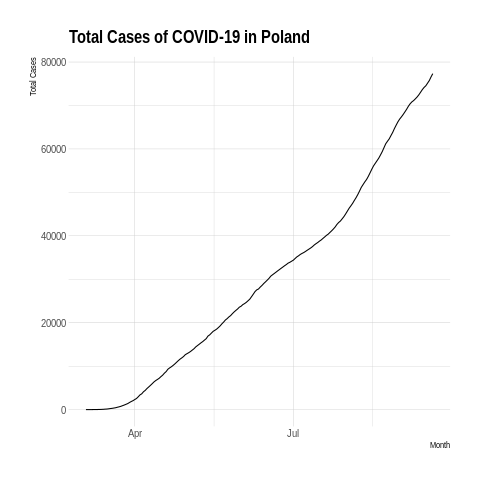 Total Cases of COVID-19 in Poland
Total Cases
80000
60000
40000
20000
0
Apr
Jul
Month